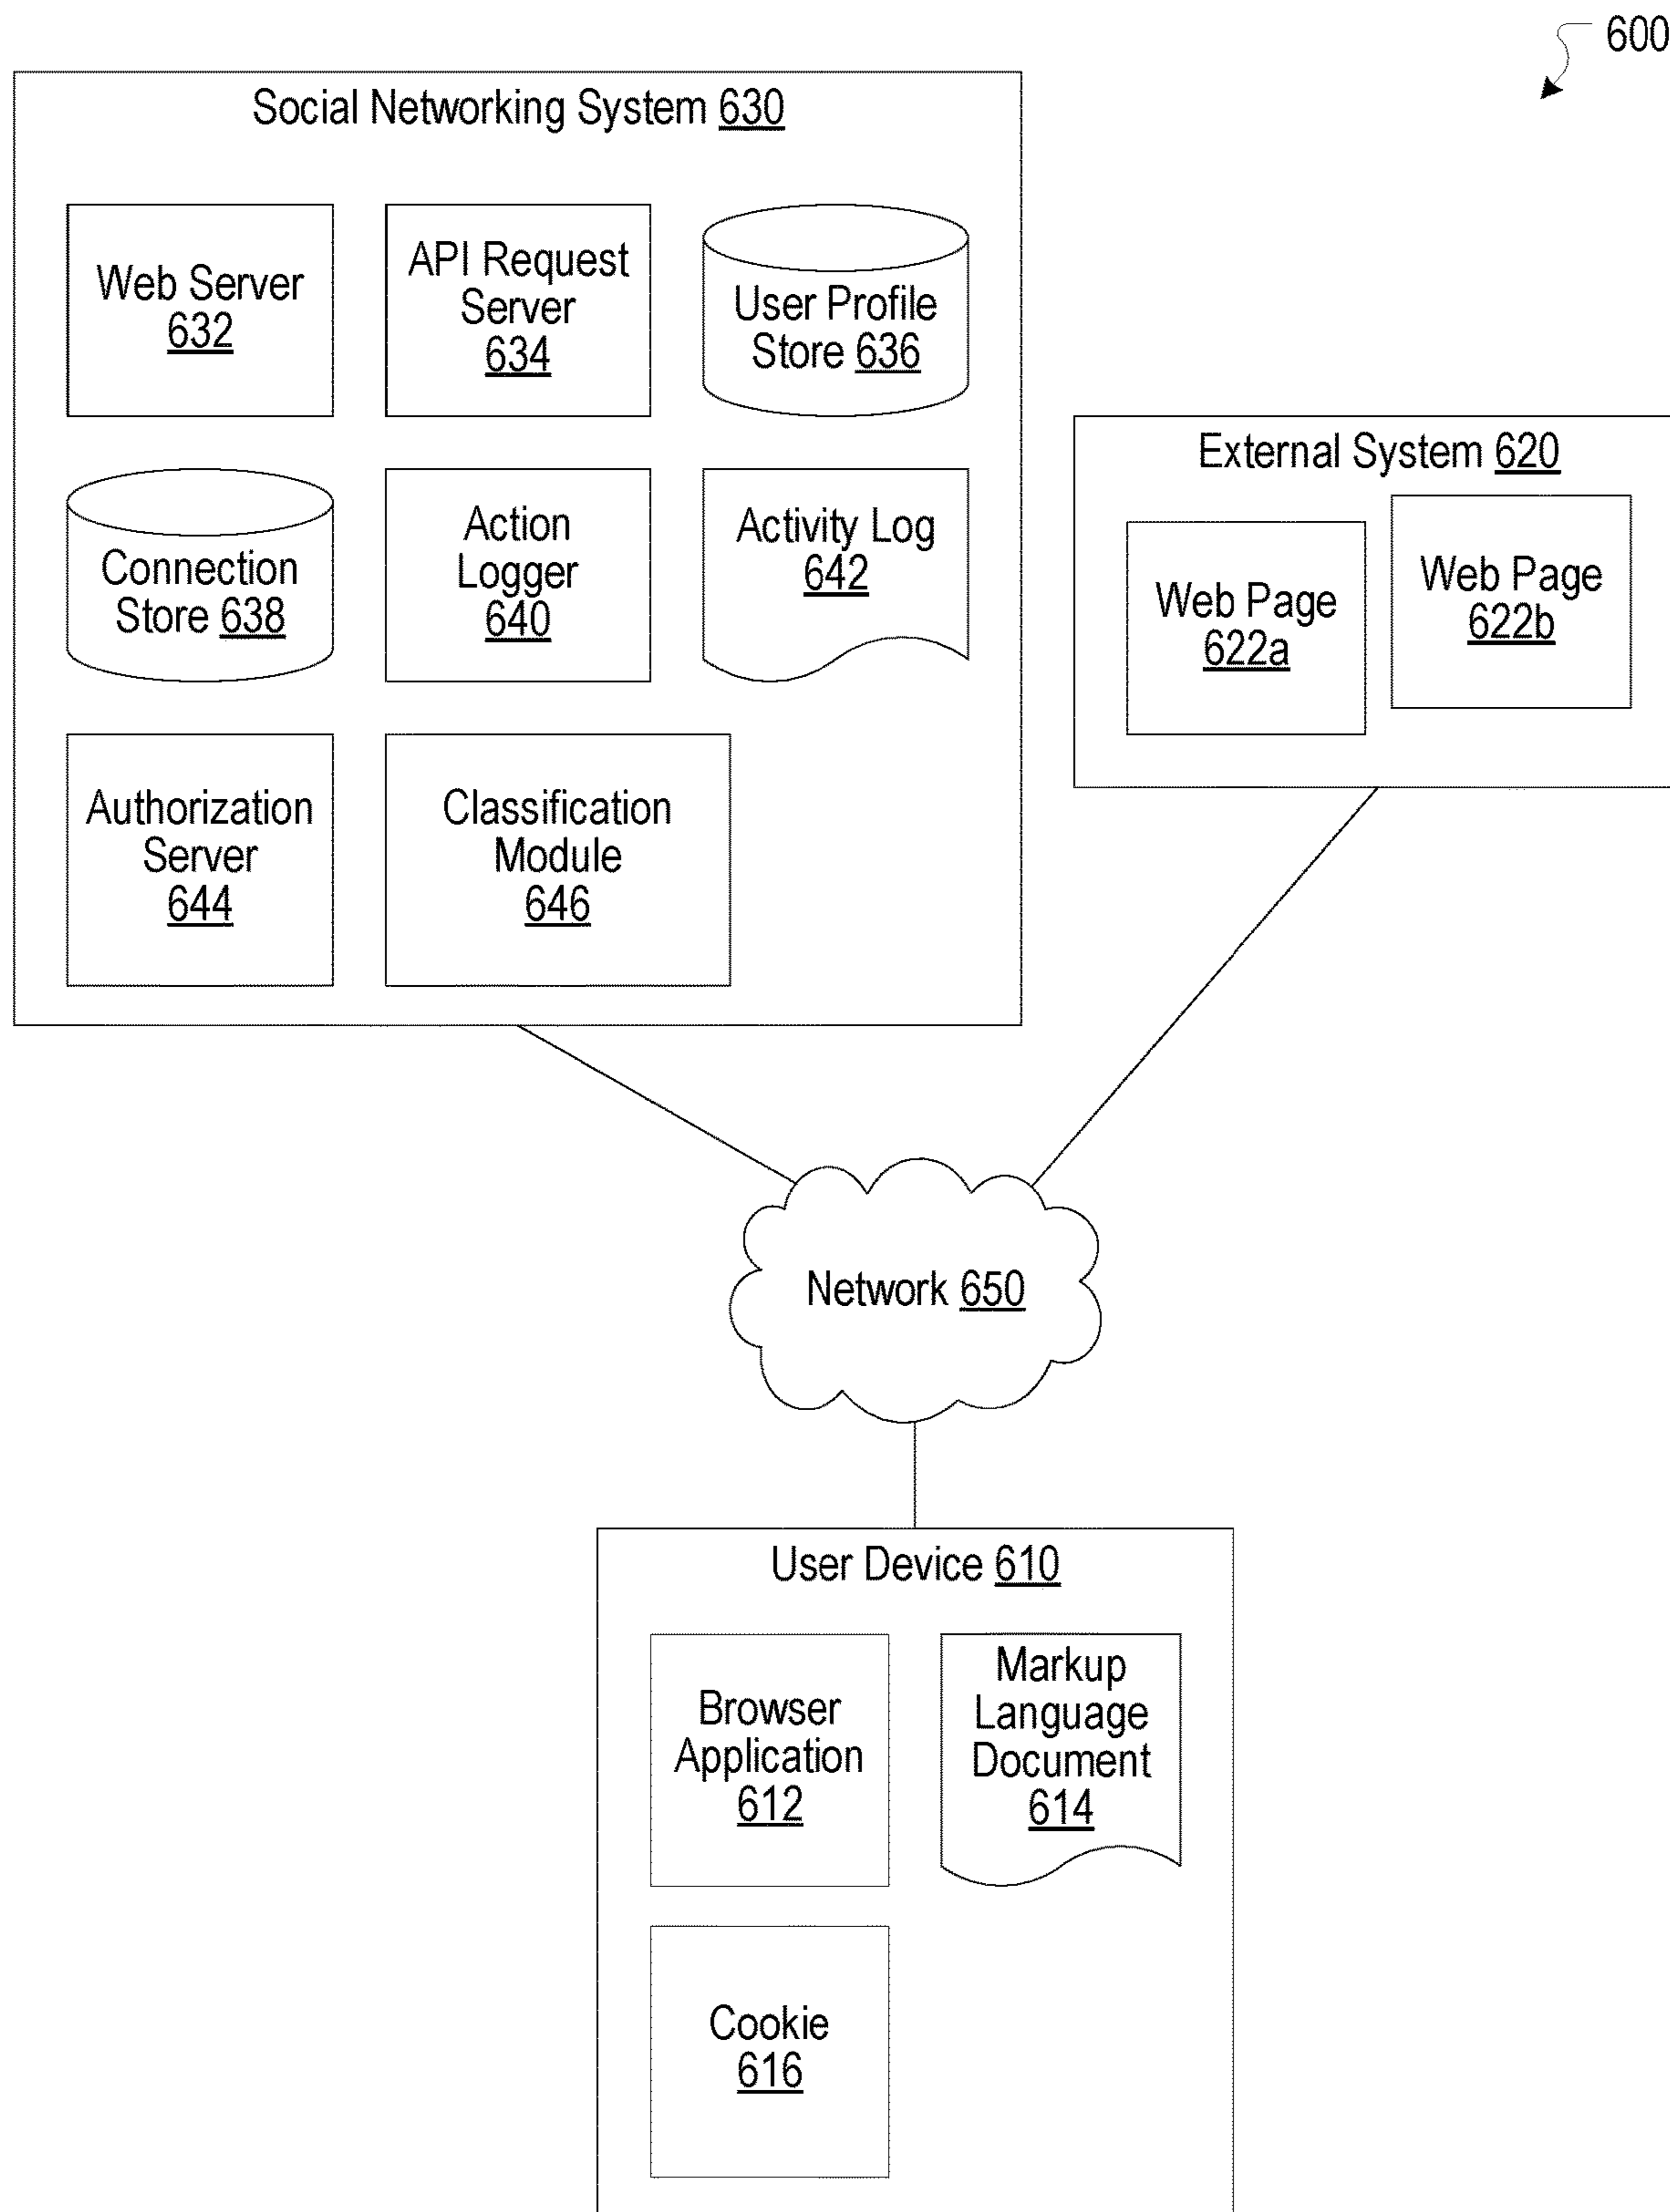 600
Social Networking System 630
Web Server
632
API Request
Server
634
User Profile
Store 636
Connection
Store 638
Action
Logger
640
Activity Log
642
Authorization
Server
644
Classification
Module
646
External System 620
Web Page
622a
Web Page
622b
Network 650
User Device 610
Browser
Application
612
Markup
Language
Document
614
Cookie
616